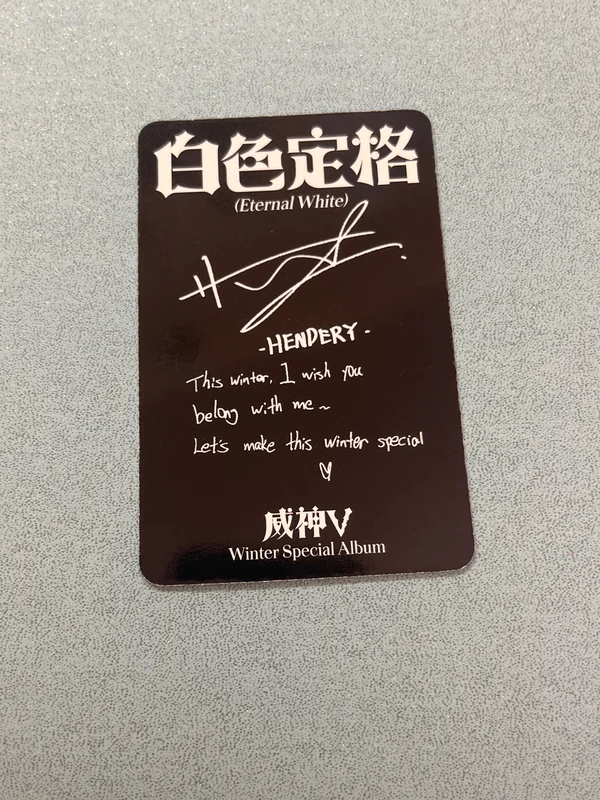 白色定格
(Eternal White)
-HENDERY-
This winter, I wish you
belong with me ~
Let's make this winter special
♡
威神V
Winter Special Album